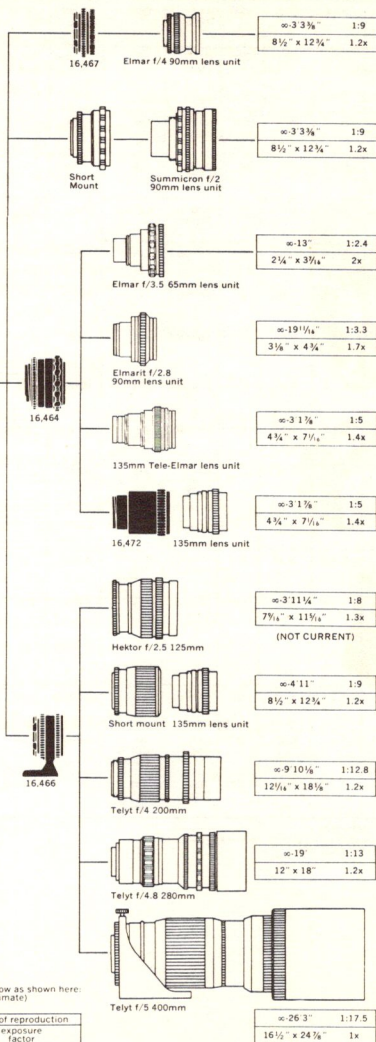 ∞-3'3⅜" 1:9
8½" x 12¾" 1.2x
16,467 Elmar f/4 90mm lens unit
∞-3'3⅜" 1:9
8½" x 12¾" 1.2x
Short
Mount
Summicron f/2
90mm lens unit
∞-13" 1:2.4
2¼" x 3⁷⁄₁₆" 2x
Elmar f/3.5 65mm lens unit
∞-19¹¹⁄₁₆" 1:3.3
3⅛" x 4¾" 1.7x
Elmarit f/2.8
90mm lens unit
16,464
135mm Tele-Elmar lens unit
∞-3'1⅞" 1:5
4¾" x 7¹⁄₁₆" 1.4x
∞-3'1⅞" 1:5
4¾" x 7¹⁄₁₆" 1.4x
16,472 135mm lens unit
∞-3'11¼" 1:8
7⁹⁄₁₆" x 11⁵⁄₁₆" 1.3x
(NOT CURRENT)
Hektor f/2.5 125mm
∞-4'11" 1:9
8½" x 12¾" 1.2x
Short mount 135mm lens unit
16,466
∞-9'10⅛" 1:12.8
12¹⁄₁₆" x 18⅛" 1.2x
Telyt f/4 200mm
∞-19' 1:13
12" x 18" 1.2x
Telyt f/4.8 280mm
Telyt f/5 400mm
∞-26'3" 1:17.5
16½" x 24⅞" 1x
ow as shown here:
imate)
of reproduction
exposure
factor